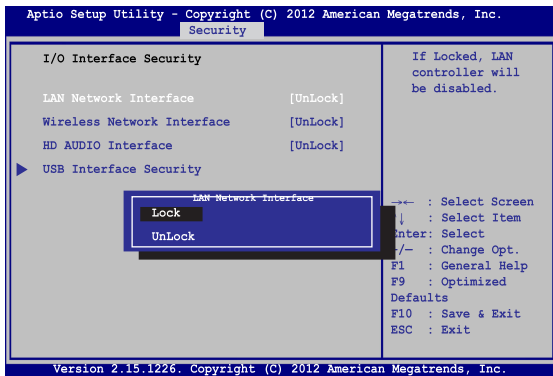 Aptio Setup Utility - Copyright (C) 2012 American Megatrends, Inc.
Security
I/O Interface Security
LAN Network Interface [UnLock]
Wireless Network Interface [UnLock]
HD AUDIO Interface [UnLock]
USB Interface Security
If Locked, LAN
controller will
be disabled.
LAN Network Interface
Lock
UnLock
→← : Select Screen
↓ : Select Item
Enter: Select
+/— : Change Opt.
F1 : General Help
F9 : Optimized
Defaults
F10 : Save & Exit
ESC : Exit
Version 2.15.1226. Copyright (C) 2012 American Megatrends, Inc.